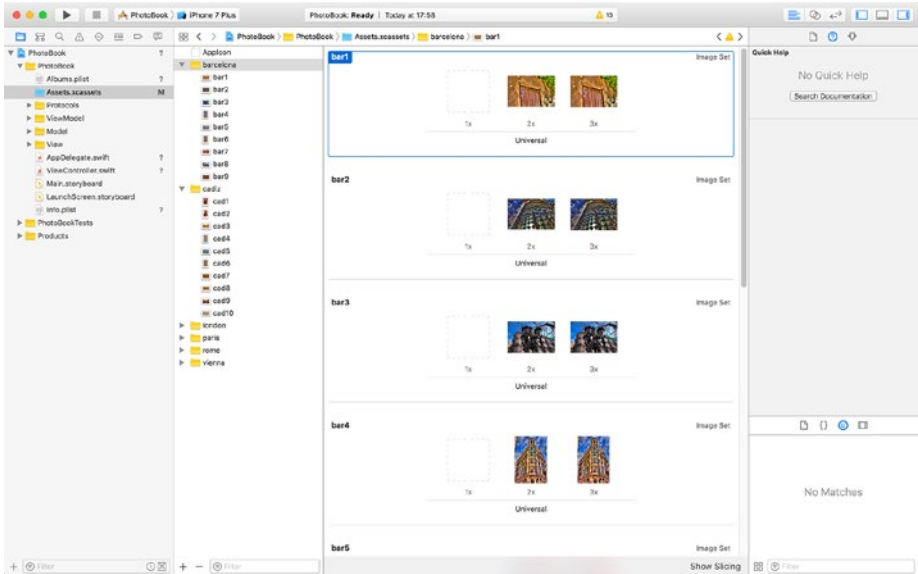 PhotoBook
iPhone 7 Plus
PhotoBook: Ready | Today at 17:58
13
PhotoBook
PhotoBook
Assets.xcassets
barcelona
bar1
PhotoBook
?
PhotoBook
Albums.plist
?
Assets.xcassets
M
Protocols
ViewModel
Model
View
AppDelegate.swift
?
ViewController.swift
?
Main.storyboard
LaunchScreen.storyboard
Info.plist
?
PhotoBookTests
Products
Filter
AppIcon
barcelona
bar1
bar2
bar3
bar4
bar5
bar6
bar7
bar8
bar9
cadiz
cad1
cad2
cad3
cad4
cad5
cad6
cad7
cad8
cad9
cad10
london
paris
rome
vienna
Filter
bar1
Image Set
1x
2x
3x
Universal
bar2
Image Set
1x
2x
3x
Universal
bar3
Image Set
1x
2x
3x
Universal
bar4
Image Set
1x
2x
3x
Universal
bar5
Image Set
Show Slicing
Quick Help
No Quick Help
Search Documentation
{}
No Matches
Filter